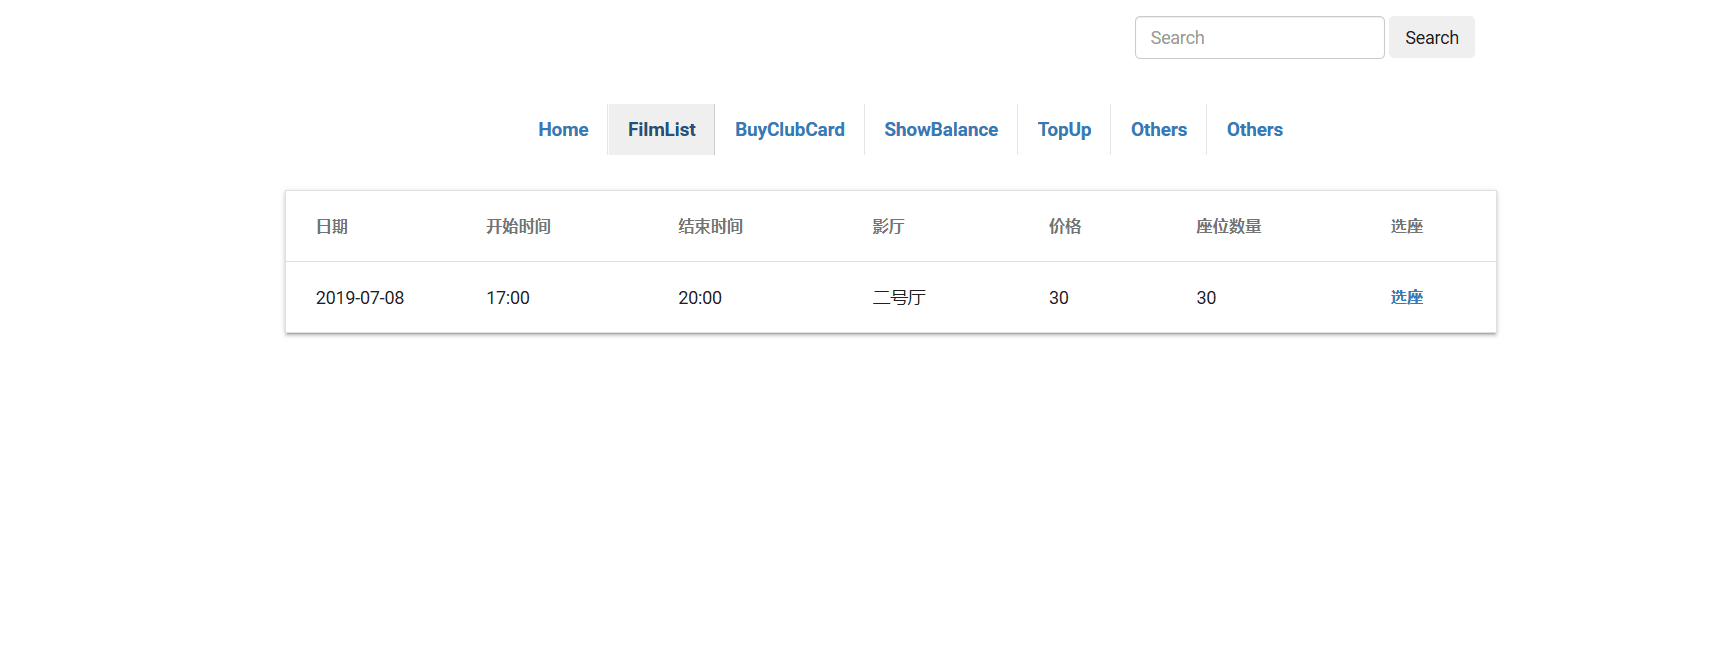 Search Search
Home FilmList BuyClubCard ShowBalance TopUp Others Others
日期 开始时间 结束时间 影厅 价格 座位数量 选座
2019-07-08 17:00 20:00 二号厅 30 30 选座